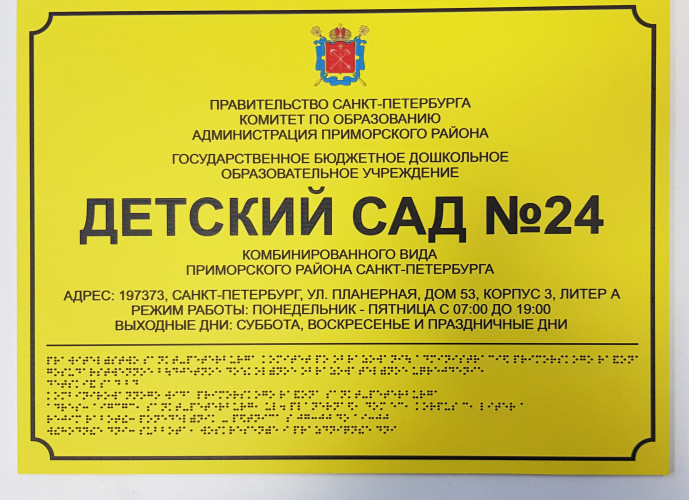 ПРАВИТЕЛЬСТВО САНКТ-ПЕТЕРБУРГА
КОМИТЕТ ПО ОБРАЗОВАНИЮ
АДМИНИСТРАЦИЯ ПРИМОРСКОГО РАЙОНА
ГОСУДАРСТВЕННОЕ БЮДЖЕТНОЕ ДОШКОЛЬНОЕ
ОБРАЗОВАТЕЛЬНОЕ УЧРЕЖДЕНИЕ
ДЕТСКИЙ САД №24
КОМБИНИРОВАННОГО ВИДА
ПРИМОРСКОГО РАЙОНА САНКТ-ПЕТЕРБУРГА
АДРЕС: 197373, САНКТ-ПЕТЕРБУРГ, УЛ. ПЛАНЕРНАЯ, ДОМ 53, КОРПУС 3, ЛИТЕР А
РЕЖИМ РАБОТЫ: ПОНЕДЕЛЬНИК - ПЯТНИЦА С 07:00 ДО 19:00
ВЫХОДНЫЕ ДНИ: СУББОТА, ВОСКРЕСЕНЬЕ И ПРАЗДНИЧНЫЕ ДНИ